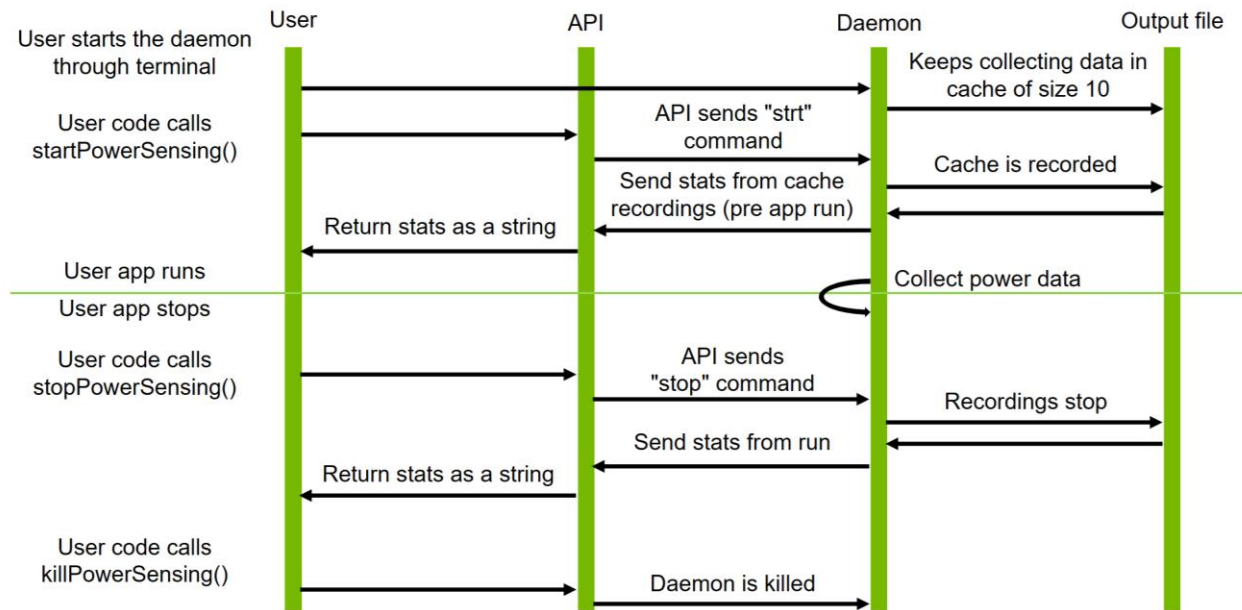 User
API
Daemon
Output file
User starts the daemon
through terminal
Keeps collecting data in
cache of size 10
User code calls
startPowerSensing()
API sends "strt"
command
Cache is recorded
Send stats from cache
recordings (pre app run)
Return stats as a string
User app runs
Collect power data
User app stops
User code calls
stopPowerSensing()
API sends
"stop" command
Recordings stop
Send stats from run
Return stats as a string
User code calls
killPowerSensing()
Daemon is killed